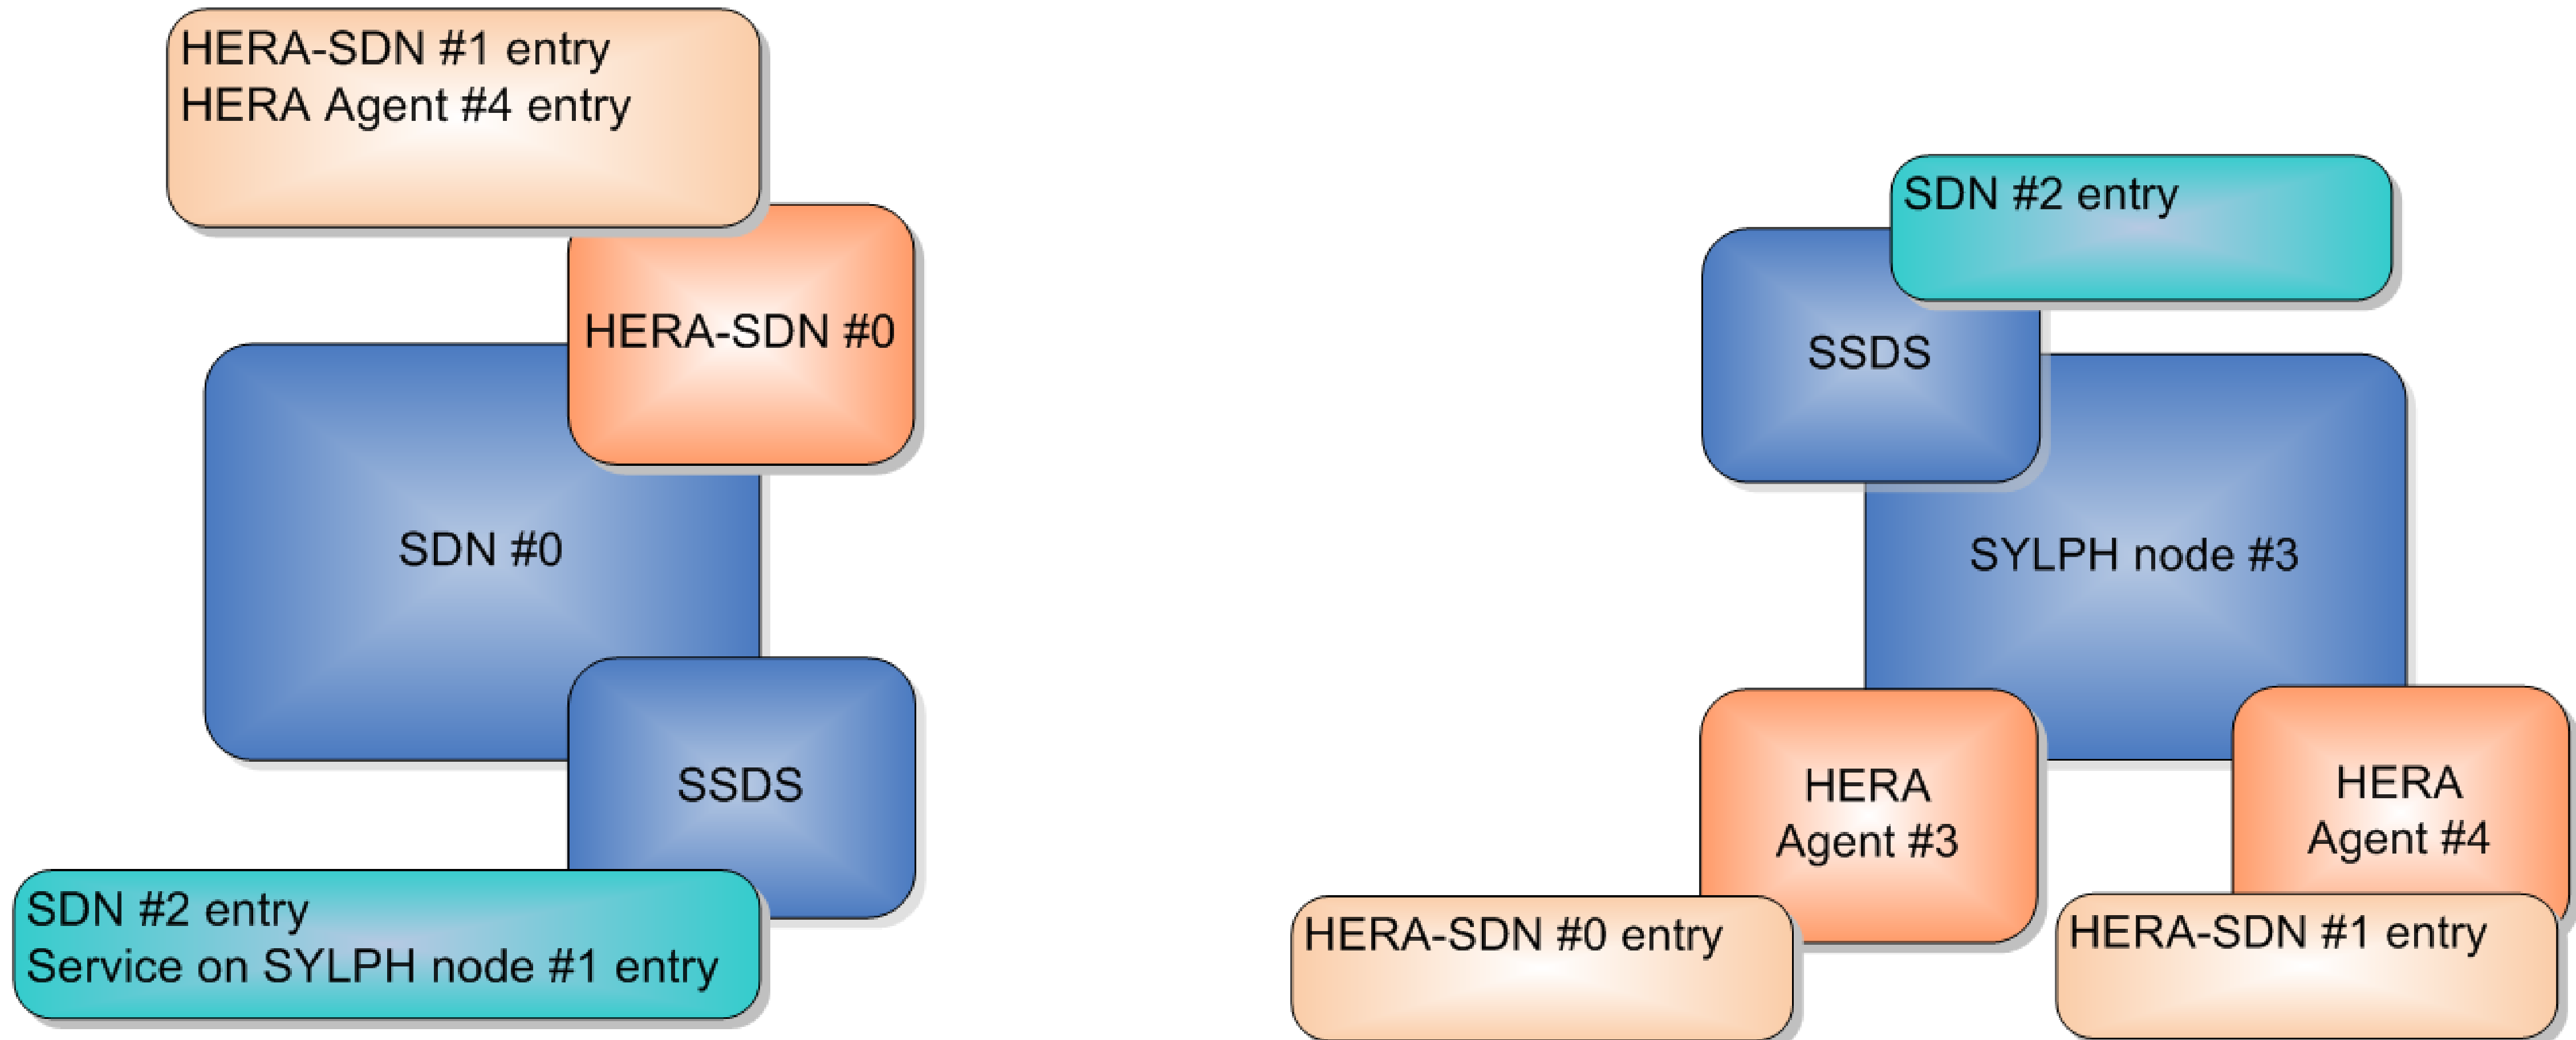 HERA-SDN #1 entry
HERA Agent #4 entry
HERA-SDN #0
SDN #0
SSDS
SDN #2 entry
Service on SYLPH node #1 entry
SDN #2 entry
SSDS
SYLPH node #3
HERA
Agent #3
HERA-SDN #0 entry
HERA
Agent #4
HERA-SDN #1 entry